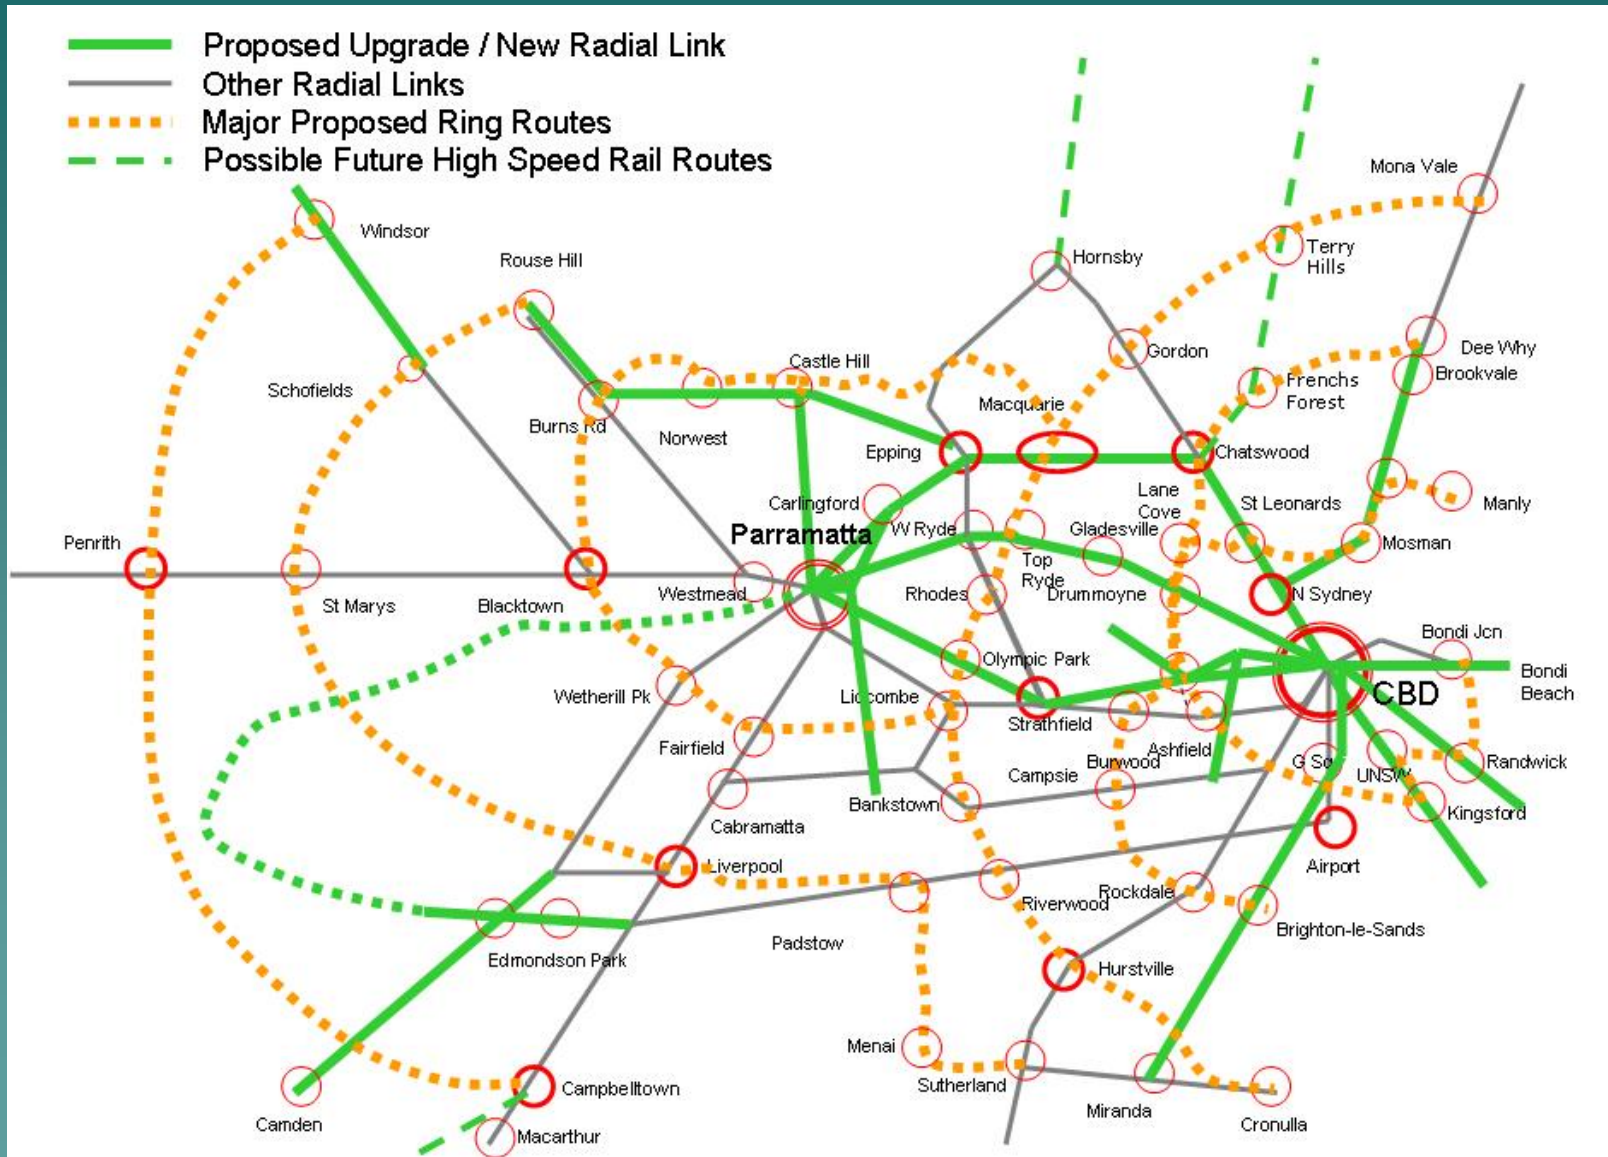 Proposed Upgrade / New Radial Link
Other Radial Links
Major Proposed Ring Routes
Possible Future High Speed Rail Routes
Mona Vale
Windsor
Rouse Hill
Hornsby
Terry
Hills
Schofields
Castle Hill
Gordon
Dee Why
Brookvale
Frenchs
Forest
Macquarie
Burns Rd
Norwest
Epping
Chatswood
Lane
Cove
St Leonards
Manly
Carlingford
Parramatta
W Ryde
Gladesville
Mosman
Penrith
Top
Ryde
St Marys
Blacktown
Westmead
Rhodes
Drummoyne
N Sydney
Bondi Jcn
Olympic Park
Bondi
Beach
Wetherill Pk
Lidcombe
CBD
Strathfield
Fairfield
Ashfield
Burwood
Campsie
G Sq
UNSW
Randwick
Bankstown
Kingsford
Cabramatta
Liverpool
Airport
Riverwood
Rockdale
Brighton-le-Sands
Padstow
Edmondson Park
Hurstville
Menai
Sutherland
Campbelltown
Miranda
Cronulla
Camden
Macarthur